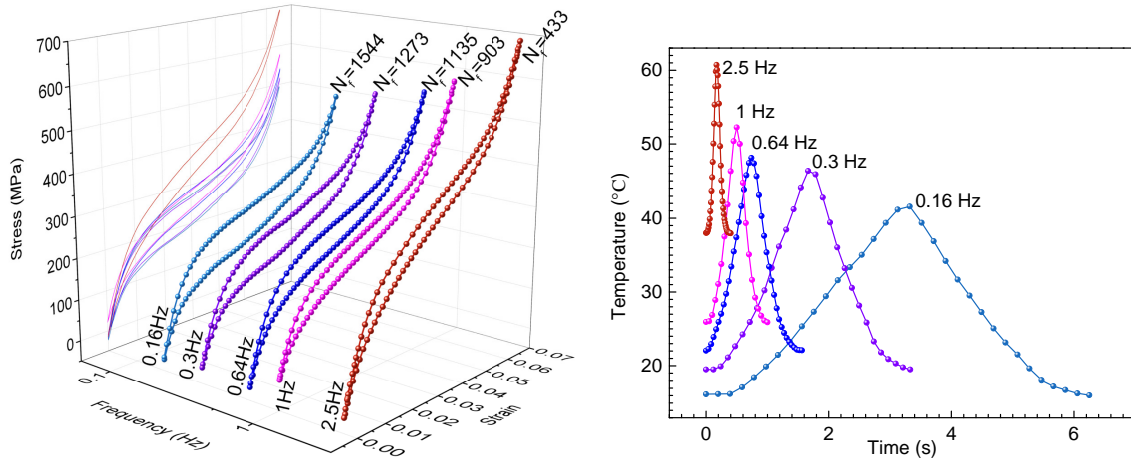 700
600
500
400
300
200
100
0
Stress (MPa)
N_f=1544
N_f=1273
N_f=1135
N_f=903
N_f=433
0.16Hz
0.3Hz
0.64Hz
1Hz
2.5Hz
0.1
1
Frequency (Hz)
0.00
0.01
0.02
0.03
0.04
0.05
0.06
0.07
Strain
60
50
40
30
20
Temperature (°C)
2.5 Hz
1 Hz
0.64 Hz
0.3 Hz
0.16 Hz
0 2 4 6
Time (s)